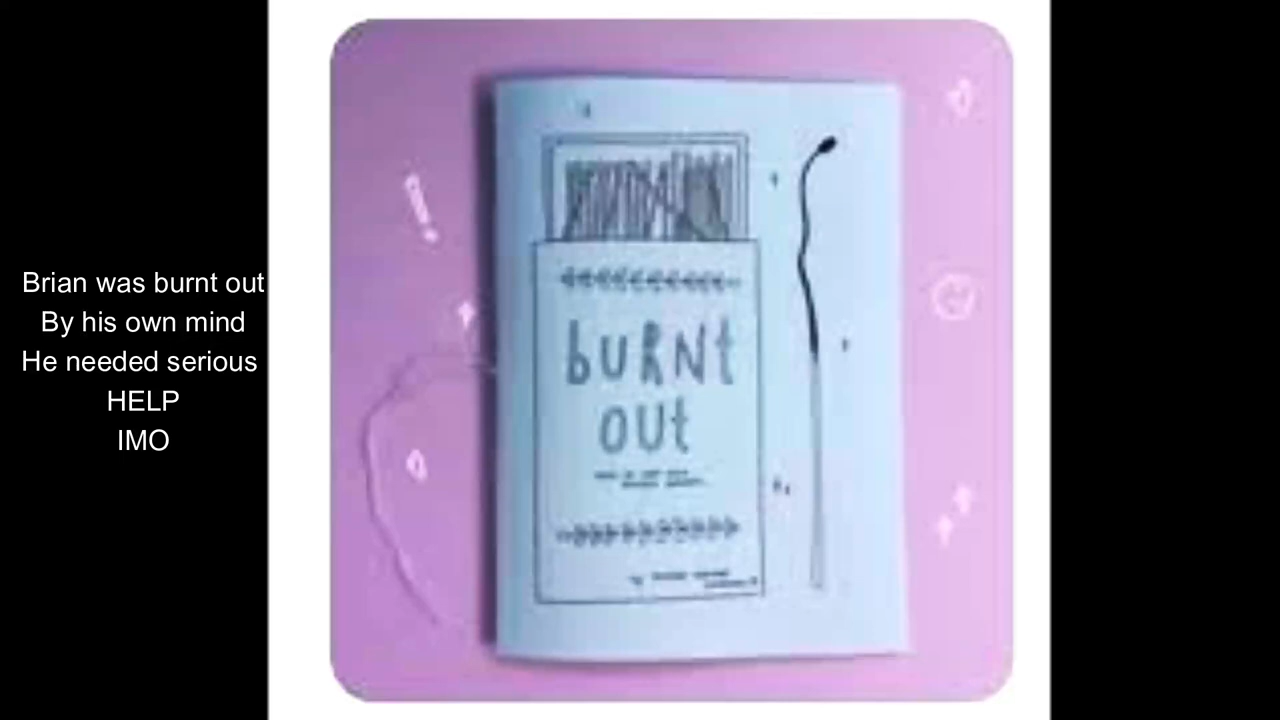 Brian was burnt out
By his own mind
He needed serious
HELP
IMO
buRNt
out